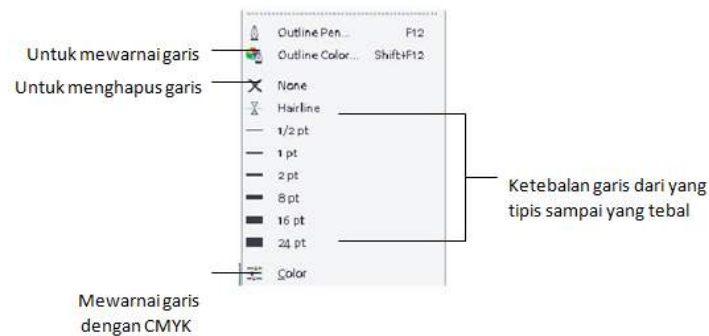 Outline Pen... F12
Untuk mewarnai garis
Outline Color... Shift+F12
Untuk menghapus garis
None
Hairline
1/2 pt
1 pt
2 pt
8 pt
16 pt
24 pt
Ketebalan garis dari yang
tipis sampai yang tebal
Color
Mewarnai garis
dengan CMYK